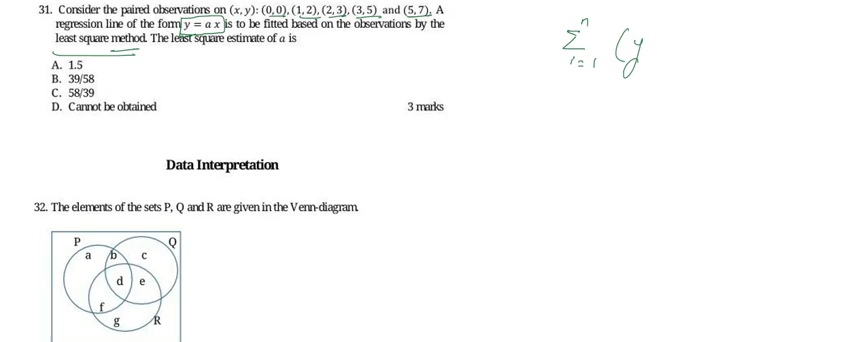 31. Consider the paired observations on (x, y): (0,0), (1, 2), (2, 3), (3, 5) and (5, 7). A
regression line of the form y = a x is to be fitted based on the observations by the
least square method. The least square estimate of a is
A. 1.5
B. 39/58
C. 58/39
D. Cannot be obtained
3 marks
n
Σ (y
i=1
Data Interpretation
32. The elements of the sets P, Q and R are given in the Venn-diagram.
P
Q
a
b
c
d
e
f
g
R